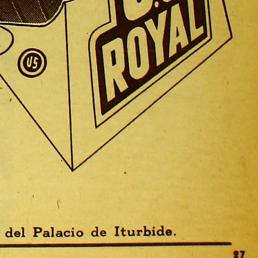 U.S.
ROYAL
US
del Palacio de Iturbide.
27